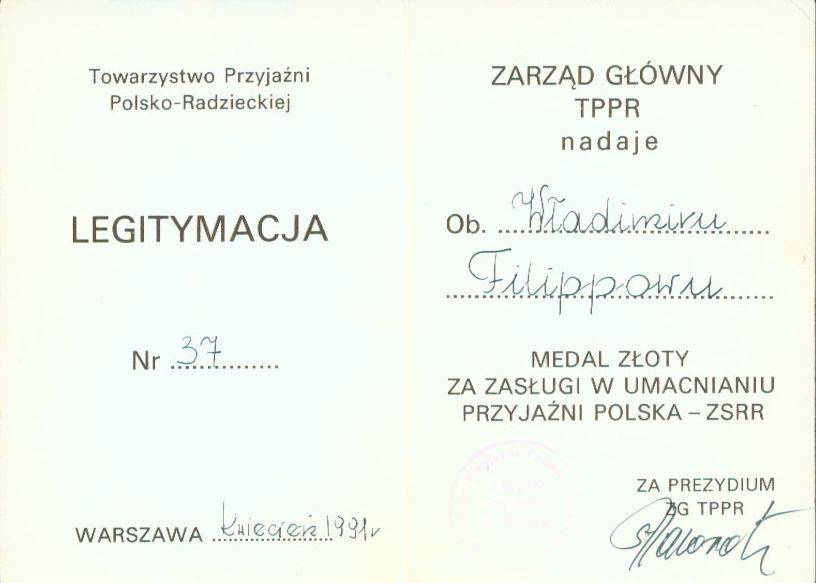 Towarzystwo Przyjaźni
Polsko-Radzieckiej
LEGITYMACJA
Nr 37
WARSZAWA kwiecień 1991r
ZARZĄD GŁÓWNY
TPPR
nadaje
Ob. Władimiru
Filippowu
MEDAL ZŁOTY
ZA ZASŁUGI W UMACNIANIU
PRZYJAŹNI POLSKA – ZSRR
ZA PREZYDIUM
ZG TPPR